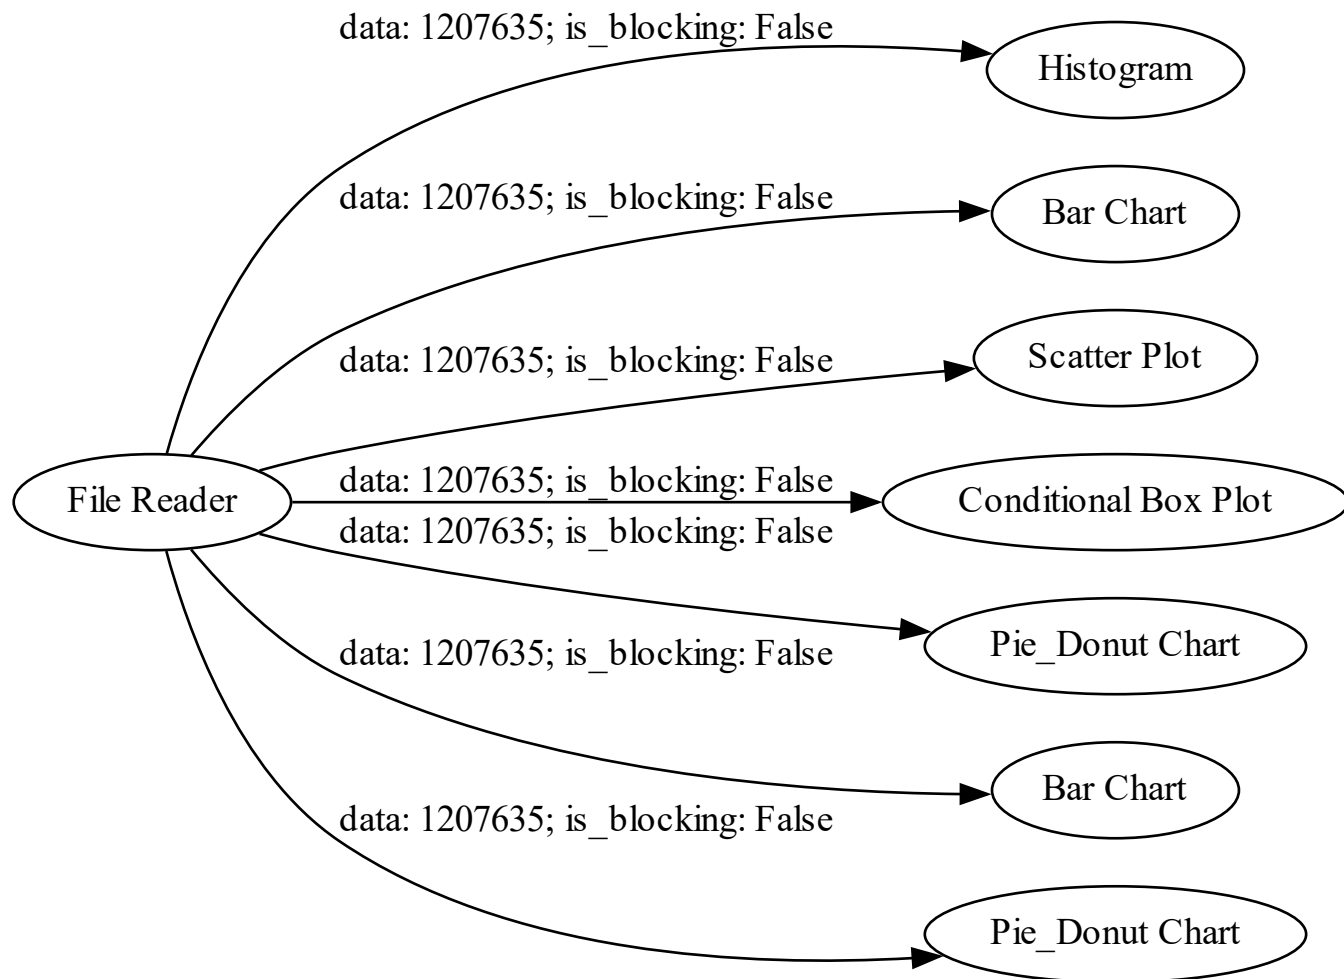 data: 1207635; is_blocking: False
Histogram
data: 1207635; is_blocking: False
Bar Chart
data: 1207635; is_blocking: False
Scatter Plot
File Reader
data: 1207635; is_blocking: False
Conditional Box Plot
data: 1207635; is_blocking: False
Pie_Donut Chart
data: 1207635; is_blocking: False
Bar Chart
data: 1207635; is_blocking: False
Pie_Donut Chart